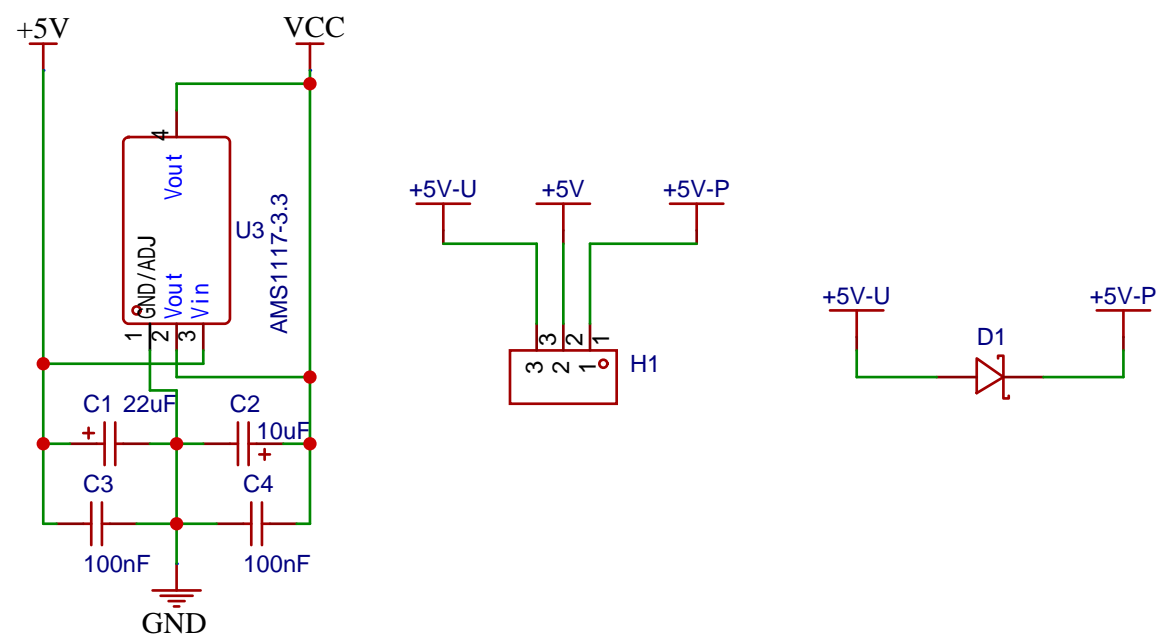 +5V
VCC
4
Vout
U3
AMS1117-3.3
GND/ADJ
Vout
Vin
1
2
3
C1
22uF
C2
10uF
+
+
C3
C4
100nF
100nF
GND
+5V-U
+5V
+5V-P
3
2
1
3
2
1
H1
+5V-U
+5V-P
D1